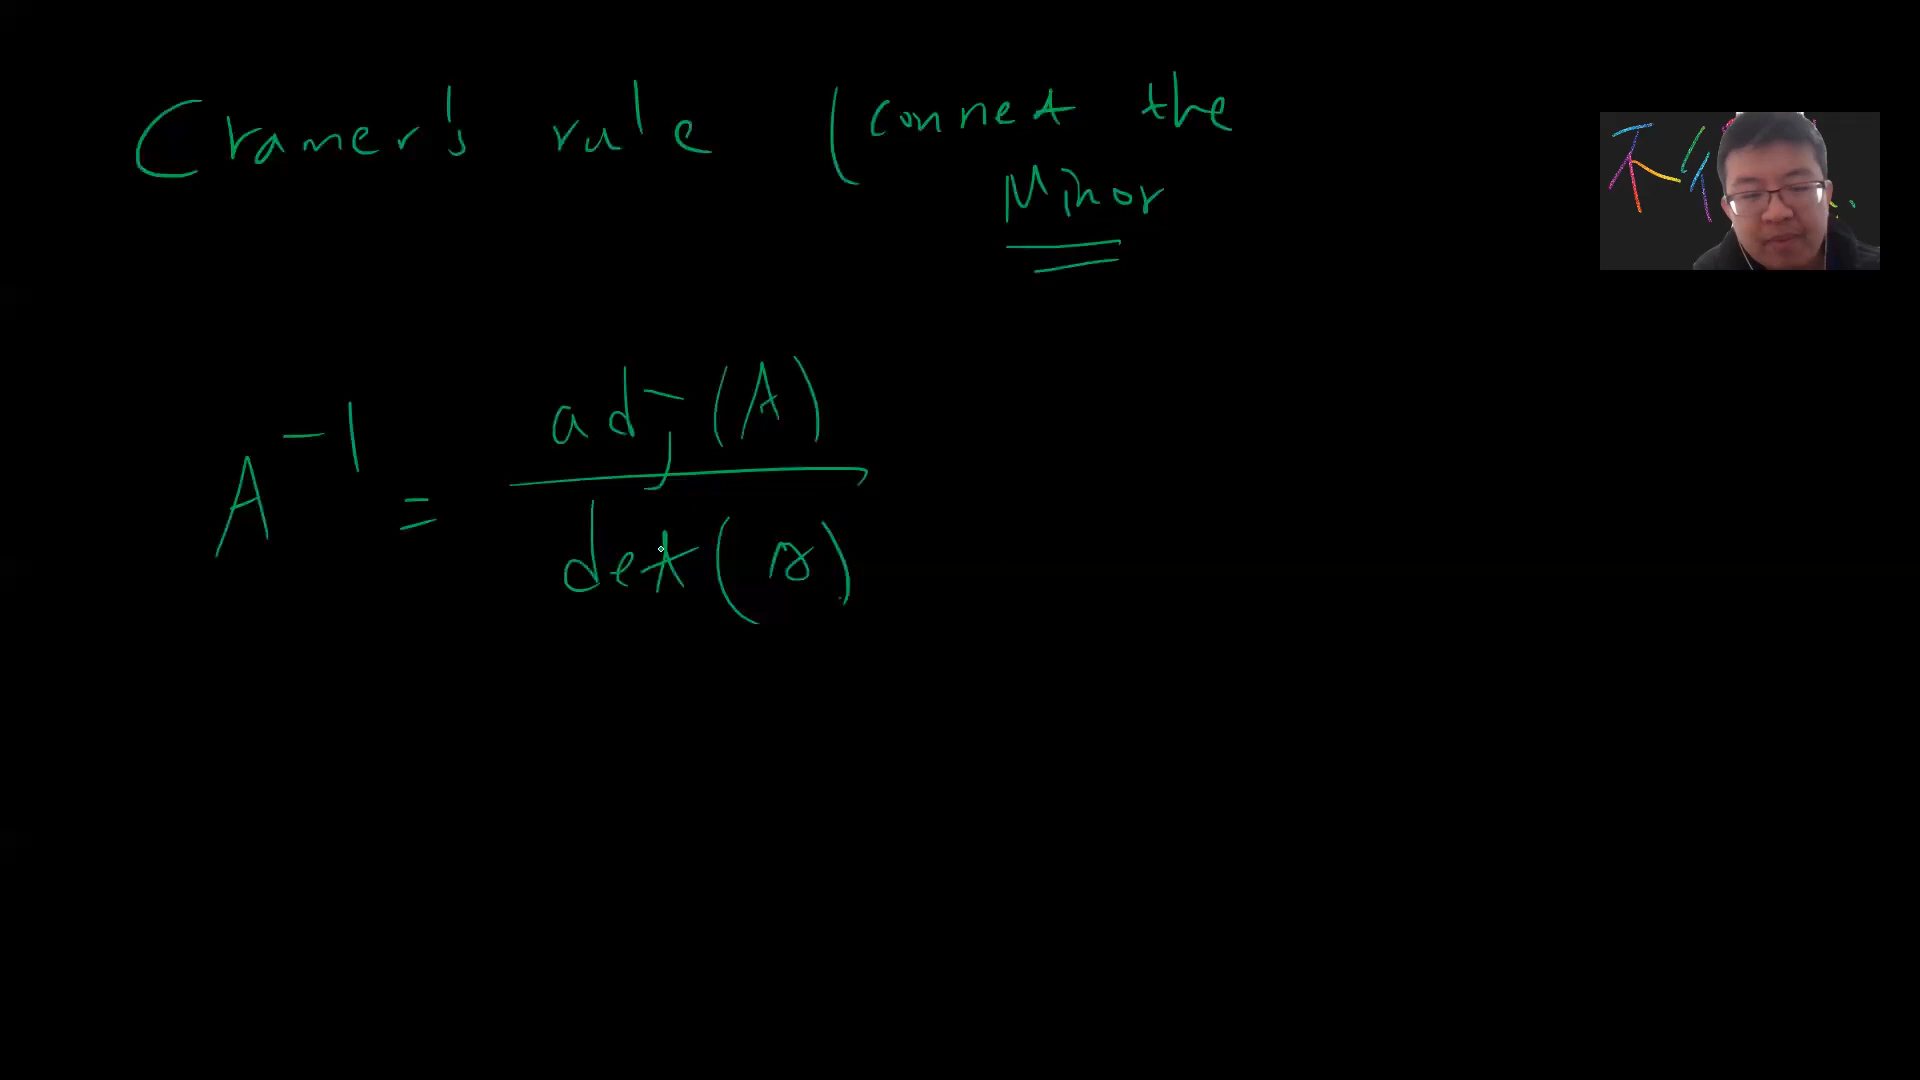 Cramer's rule (connect the
Minor
A^-1 = adj(A)
det(A)